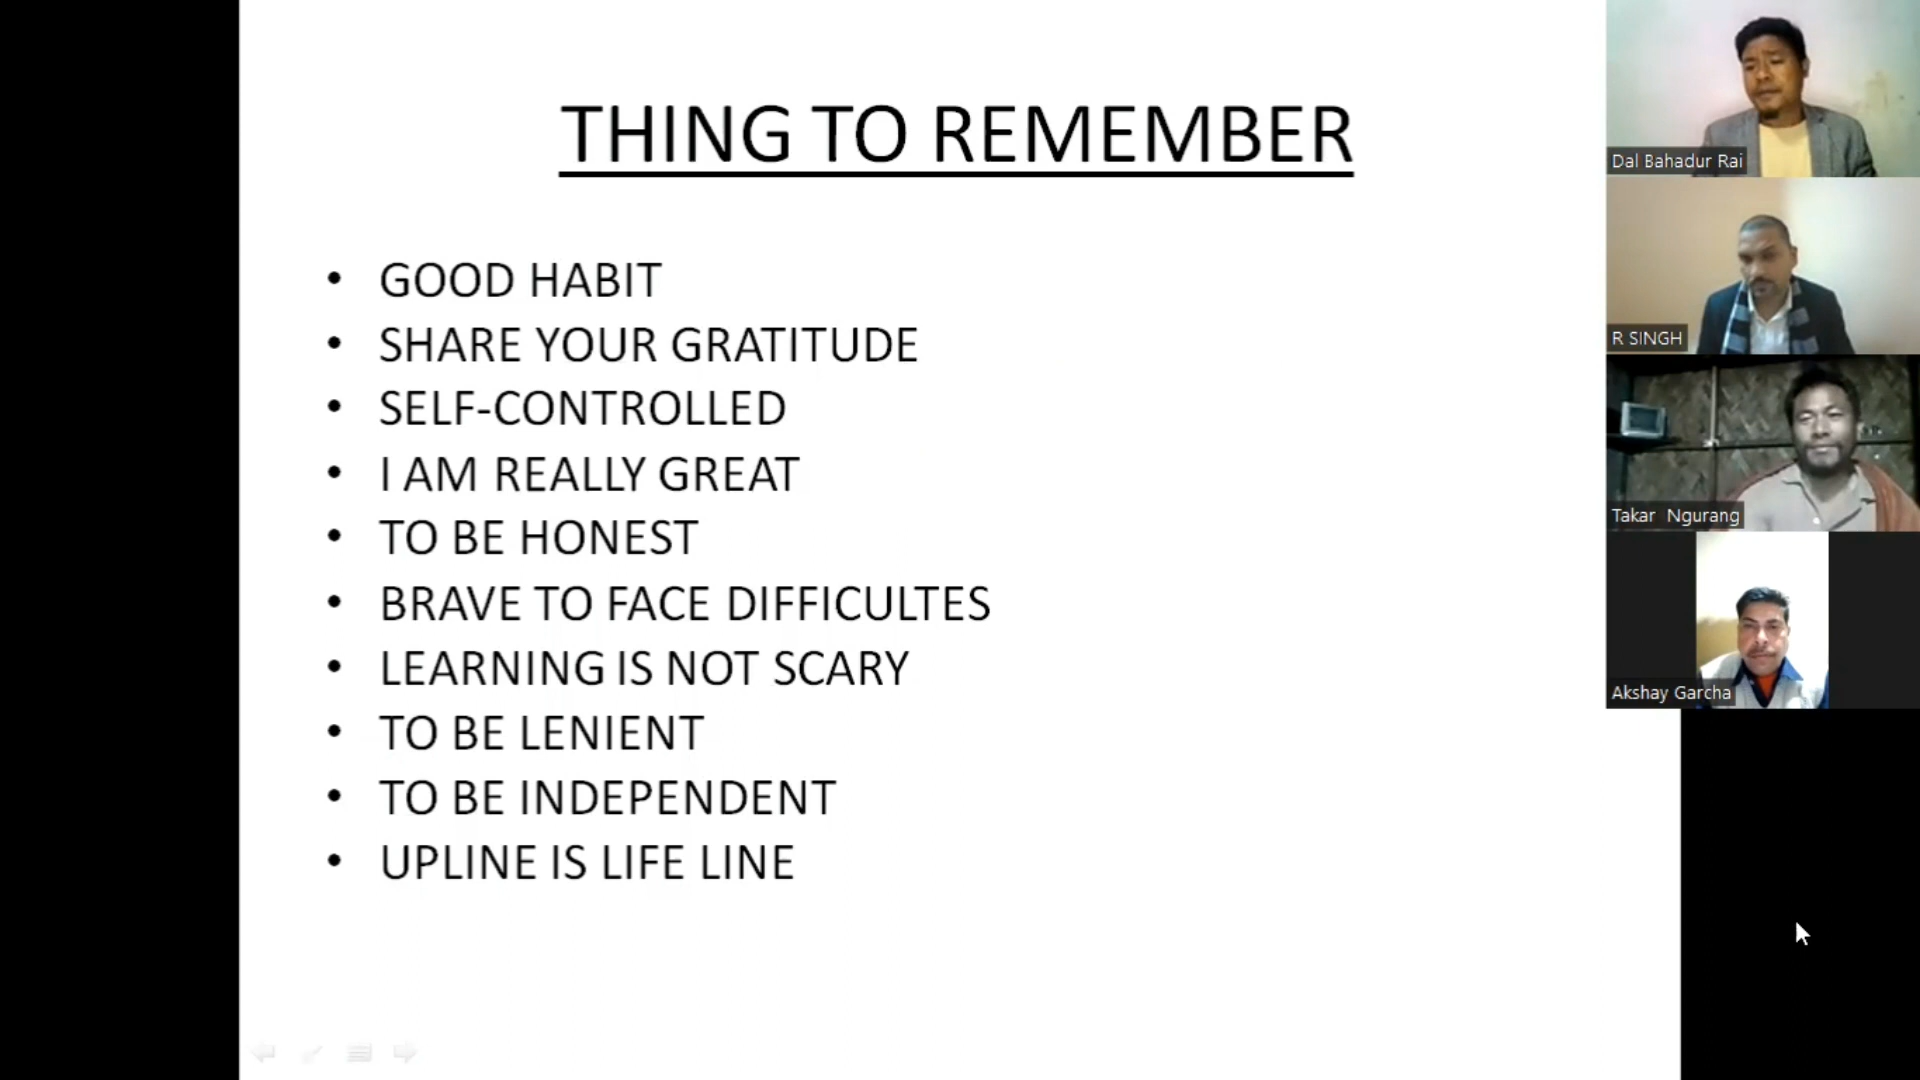 THING TO REMEMBER
• GOOD HABIT
• SHARE YOUR GRATITUDE
• SELF-CONTROLLED
• I AM REALLY GREAT
• TO BE HONEST
• BRAVE TO FACE DIFFICULTES
• LEARNING IS NOT SCARY
• TO BE LENIENT
• TO BE INDEPENDENT
• UPLINE IS LIFE LINE
Dal Bahadur Rai
R SINGH
Takar Ngurang
Akshay Garcha